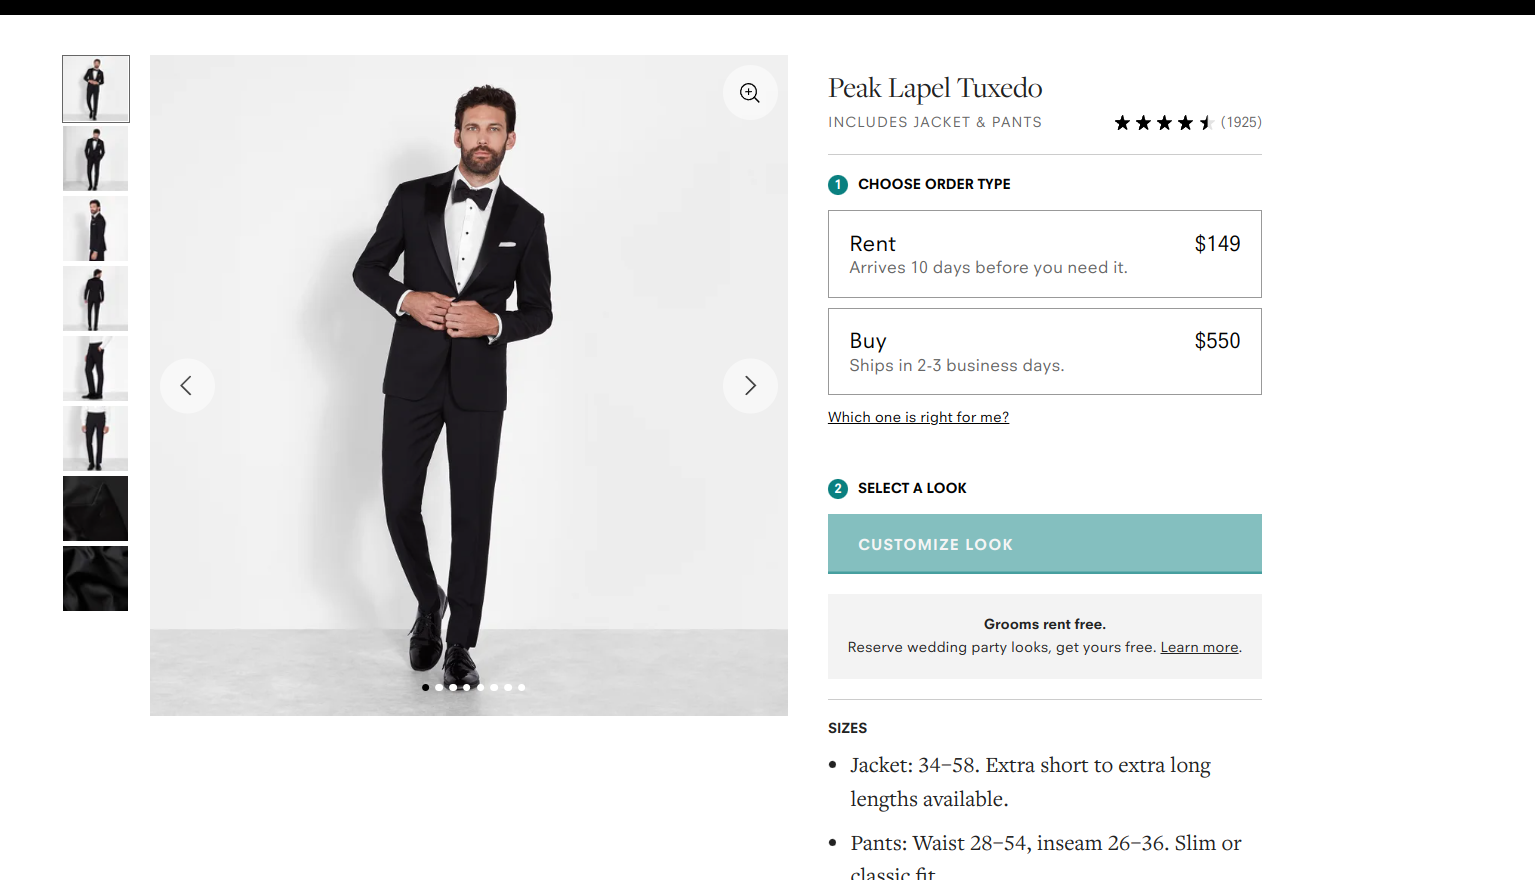 Peak Lapel Tuxedo
INCLUDES JACKET & PANTS
(1925)
1 CHOOSE ORDER TYPE
Rent $149
Arrives 10 days before you need it.
Buy $550
Ships in 2-3 business days.
Which one is right for me?
2 SELECT A LOOK
CUSTOMIZE LOOK
Grooms rent free.
Reserve wedding party looks, get yours free. Learn more.
SIZES
• Jacket: 34–58. Extra short to extra long
lengths available.
• Pants: Waist 28–54, inseam 26–36. Slim or
classic fit